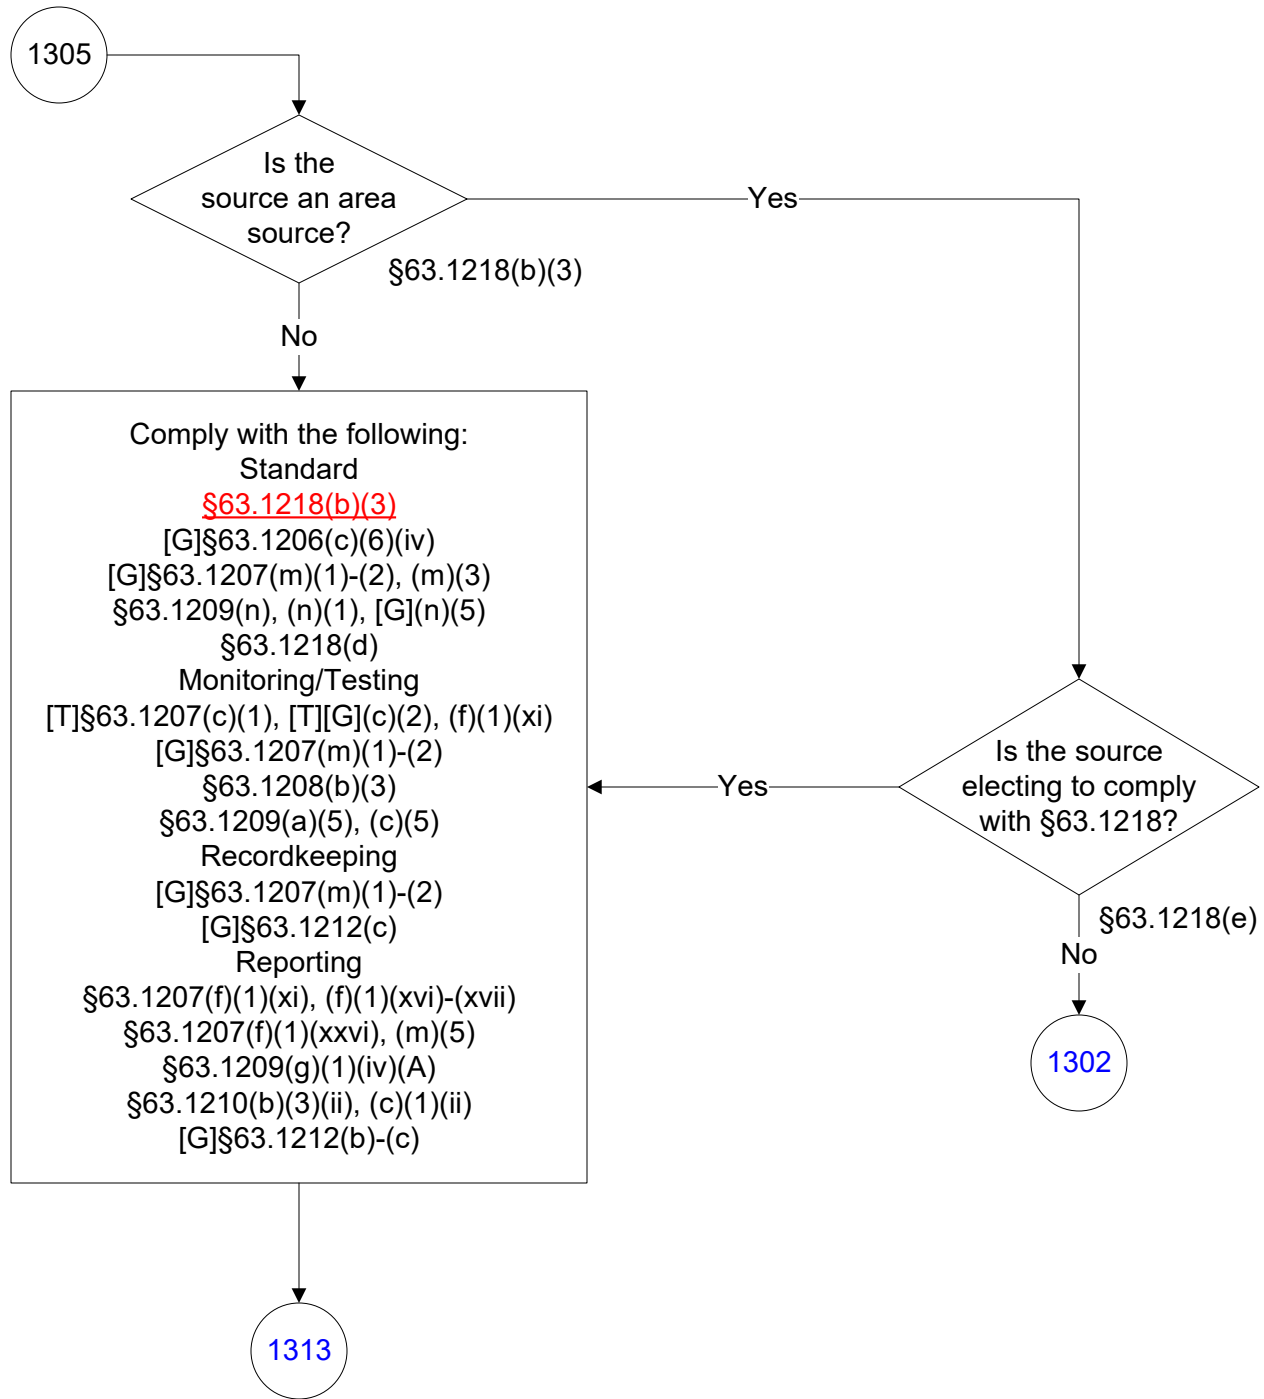 1305
Is the
source an area
source?
Yes
§63.1218(b)(3)
No
Comply with the following:
Standard
§63.1218(b)(3)
[G]§63.1206(c)(6)(iv)
[G]§63.1207(m)(1)-(2), (m)(3)
§63.1209(n), (n)(1), [G](n)(5)
§63.1218(d)
Monitoring/Testing
[T]§63.1207(c)(1), [T][G](c)(2), (f)(1)(xi)
[G]§63.1207(m)(1)-(2)
§63.1208(b)(3)
§63.1209(a)(5), (c)(5)
Recordkeeping
[G]§63.1207(m)(1)-(2)
[G]§63.1212(c)
Reporting
§63.1207(f)(1)(xi), (f)(1)(xvi)-(xvii)
§63.1207(f)(1)(xxvi), (m)(5)
§63.1209(g)(1)(iv)(A)
§63.1210(b)(3)(ii), (c)(1)(ii)
[G]§63.1212(b)-(c)
Yes
Is the source
electing to comply
with §63.1218?
§63.1218(e)
No
1302
1313